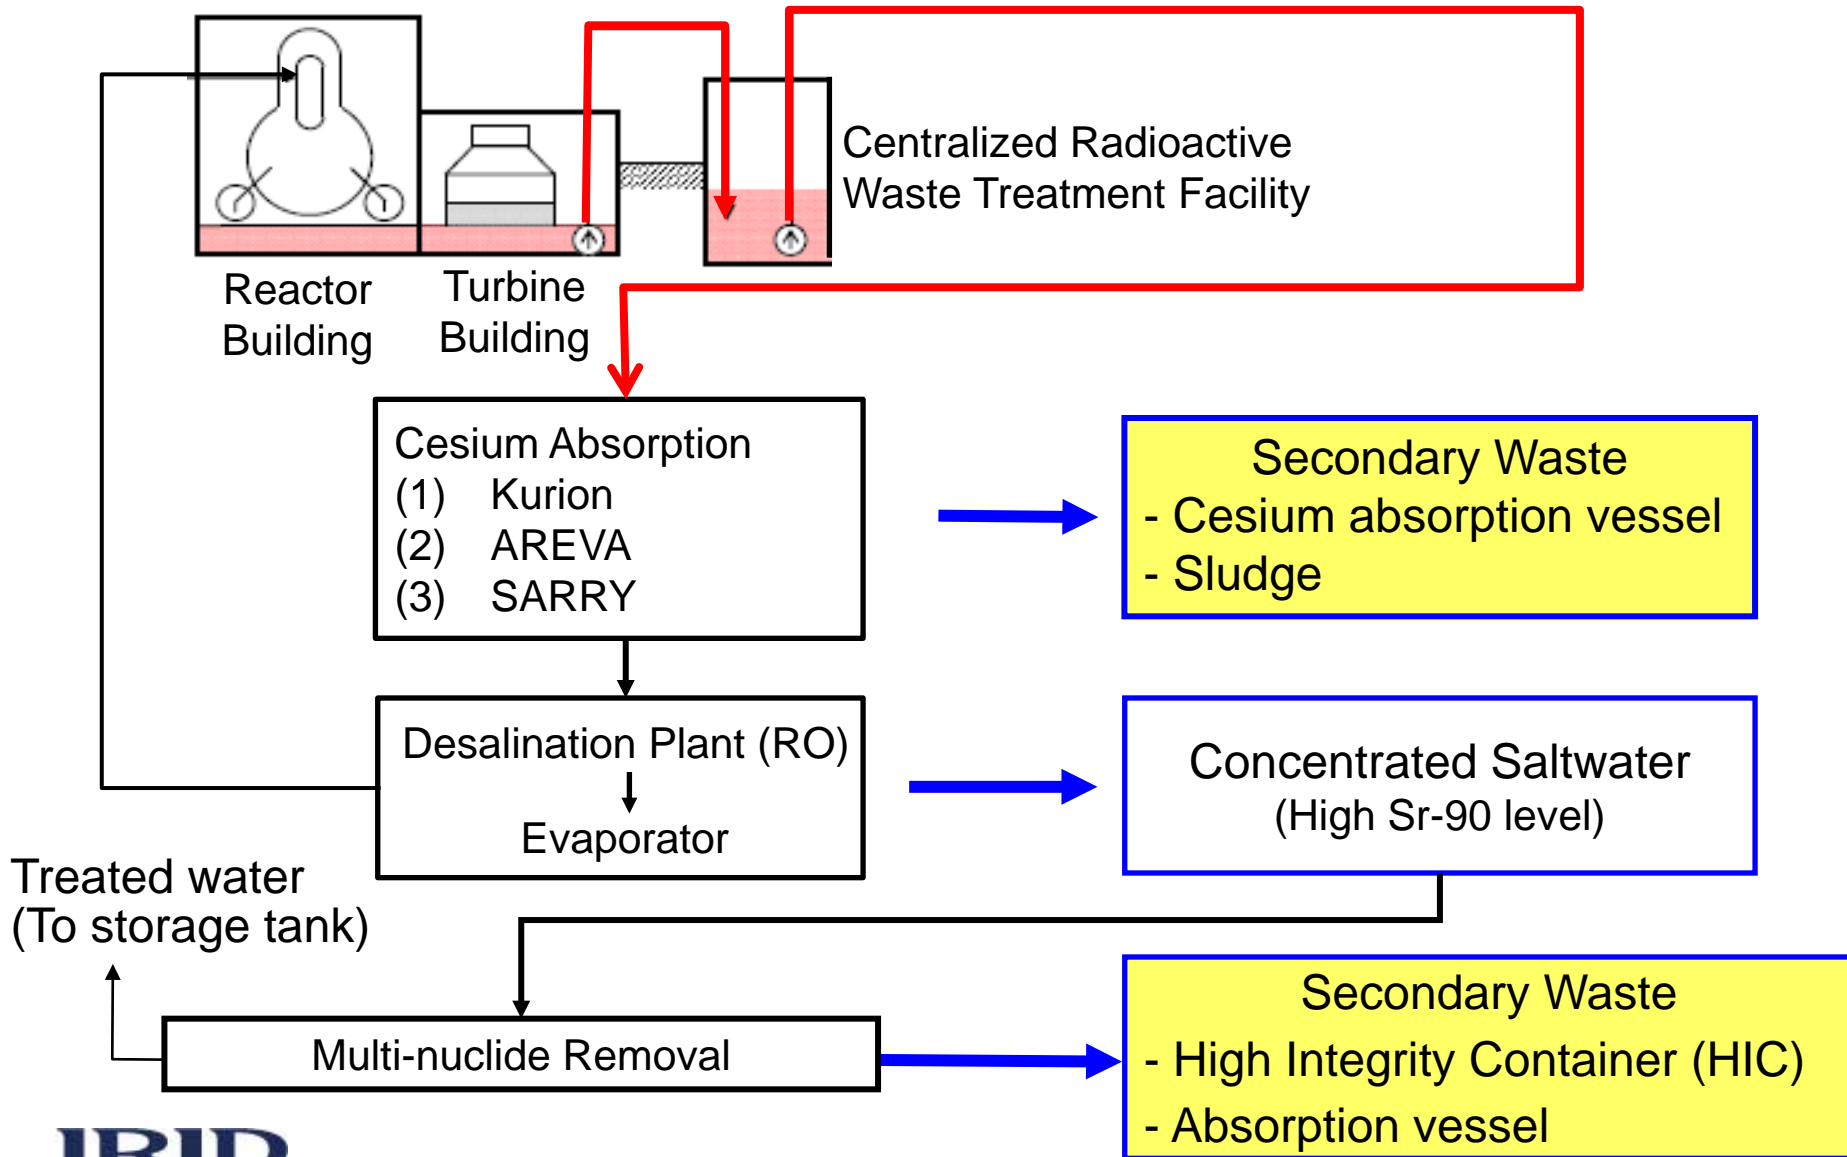 Centralized Radioactive
Waste Treatment Facility
Reactor
Building
Turbine
Building
Cesium Absorption
(1) Kurion
(2) AREVA
(3) SARRY
Secondary Waste
- Cesium absorption vessel
- Sludge
Desalination Plant (RO)
Evaporator
Concentrated Saltwater
(High Sr-90 level)
Treated water
(To storage tank)
Multi-nuclide Removal
Secondary Waste
- High Integrity Container (HIC)
- Absorption vessel
IRID